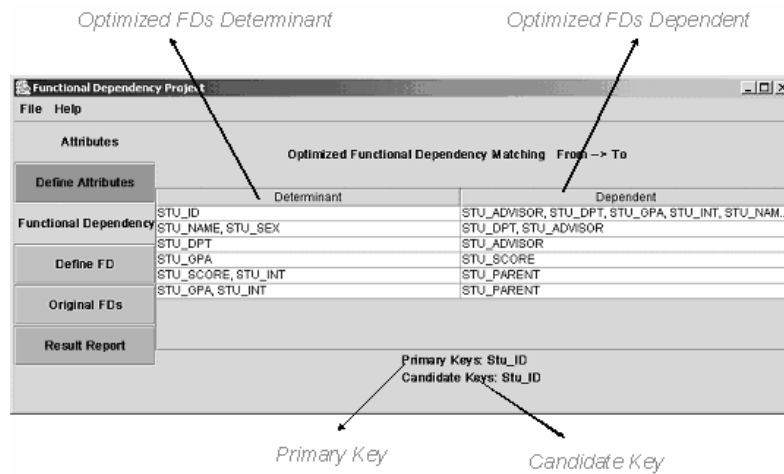 Optimized FDs Determinant
Optimized FDs Dependent
Functional Dependency Project
File Help
Attributes
Optimized Functional Dependency Matching From --> To
Define Attributes
Determinant
Dependent
Functional Dependency
STU_ID
STU_ADVISOR, STU_DPT, STU_GPA, STU_INT, STU_NAM...
STU_NAME, STU_SEX
STU_DPT, STU_ADVISOR
STU_DPT
STU_ADVISOR
Define FD
STU_GPA
STU_SCORE
STU_SCORE, STU_INT
STU_PARENT
STU_GPA, STU_INT
STU_PARENT
Original FDs
Result Report
Primary Keys: Stu_ID
Candidate Keys: Stu_ID
Primary Key
Candidate Key